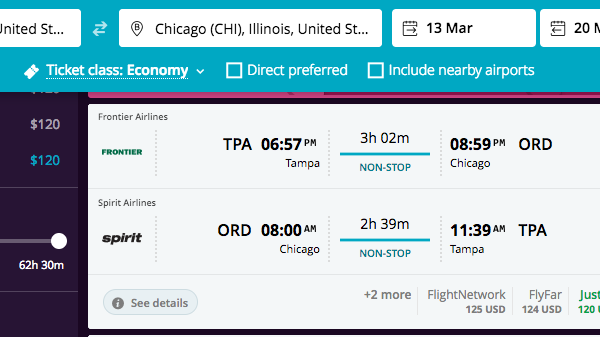 United St...
Chicago (CHI), Illinois, United St...
13 Mar
20 M
Ticket class: Economy
Direct preferred
Include nearby airports
$120
$120
$120
62h 30m
Frontier Airlines
FRONTIER
TPA 06:57 PM
Tampa
3h 02m
NON-STOP
08:59 PM ORD
Chicago
Spirit Airlines
spirit
ORD 08:00 AM
Chicago
2h 39m
NON-STOP
11:39 AM TPA
Tampa
See details
+2 more
FlightNetwork
125 USD
FlyFar
124 USD
Just
120 U